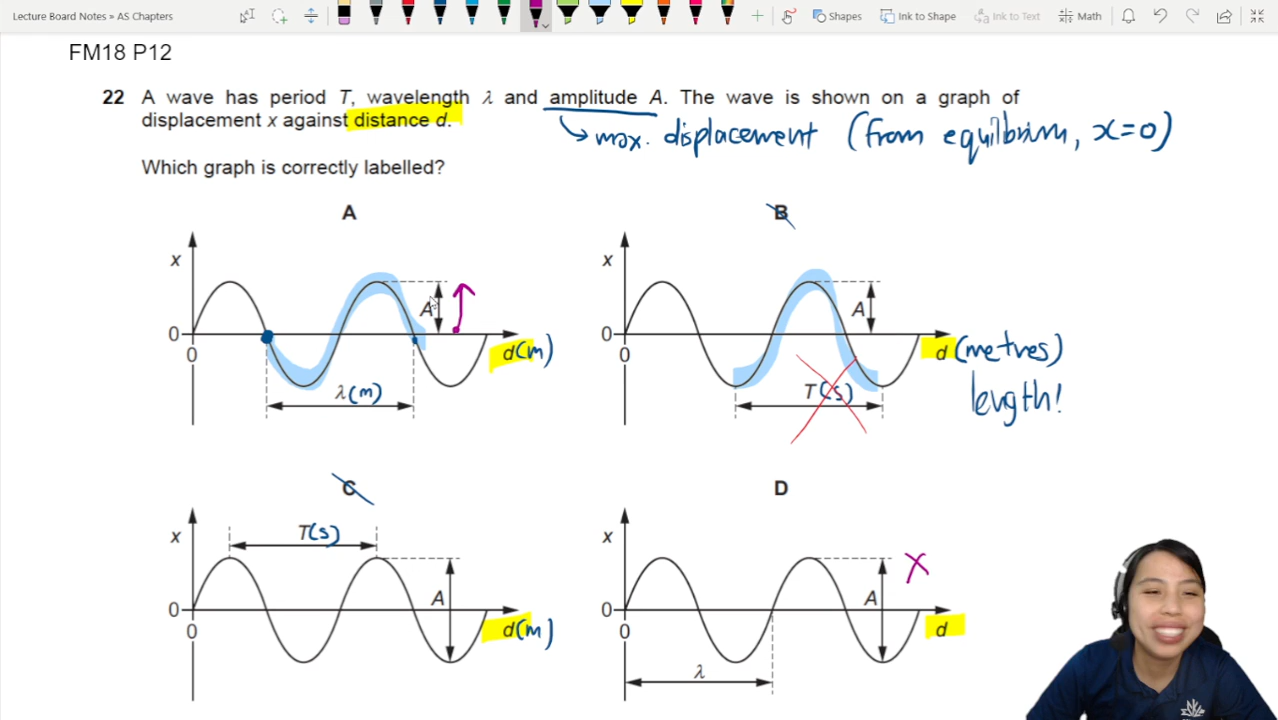 Lecture Board Notes » AS Chapters
Shapes
Ink to Shape
Ink to Text
Math
FM18 P12
22 A wave has period T, wavelength λ and amplitude A. The wave is shown on a graph of
displacement x against distance d.
max. displacement (from equilbrium, x=0)
Which graph is correctly labelled?
A
B
x
A
0
0
d(m)
λ(m)
x
A
0
0
d (metres)
length!
T(s)
C
D
x
T(s)
A
0
0
d(m)
x
A
0
0
d
λ